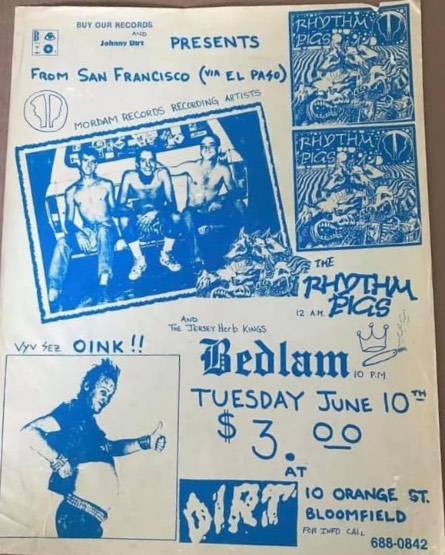 BUY OUR RECORDS
AND
Johnny Dirt
PRESENTS
FROM SAN FRANCISCO (VIA EL PASO)
MORDAM RECORDS RECORDING ARTISTS
RHYTHM
PIGS
RHYTHM
PIGS
THE
RHYTHM
PIGS
12 A.M.
AND
THE JERSEY Herb KINGS
Bedlam
10 P.M.
VYV SEZ OINK!!
TUESDAY JUNE 10TH
$3.00
AT
DIRT
10 ORANGE ST.
BLOOMFIELD
FOR INFO CALL
688-0842